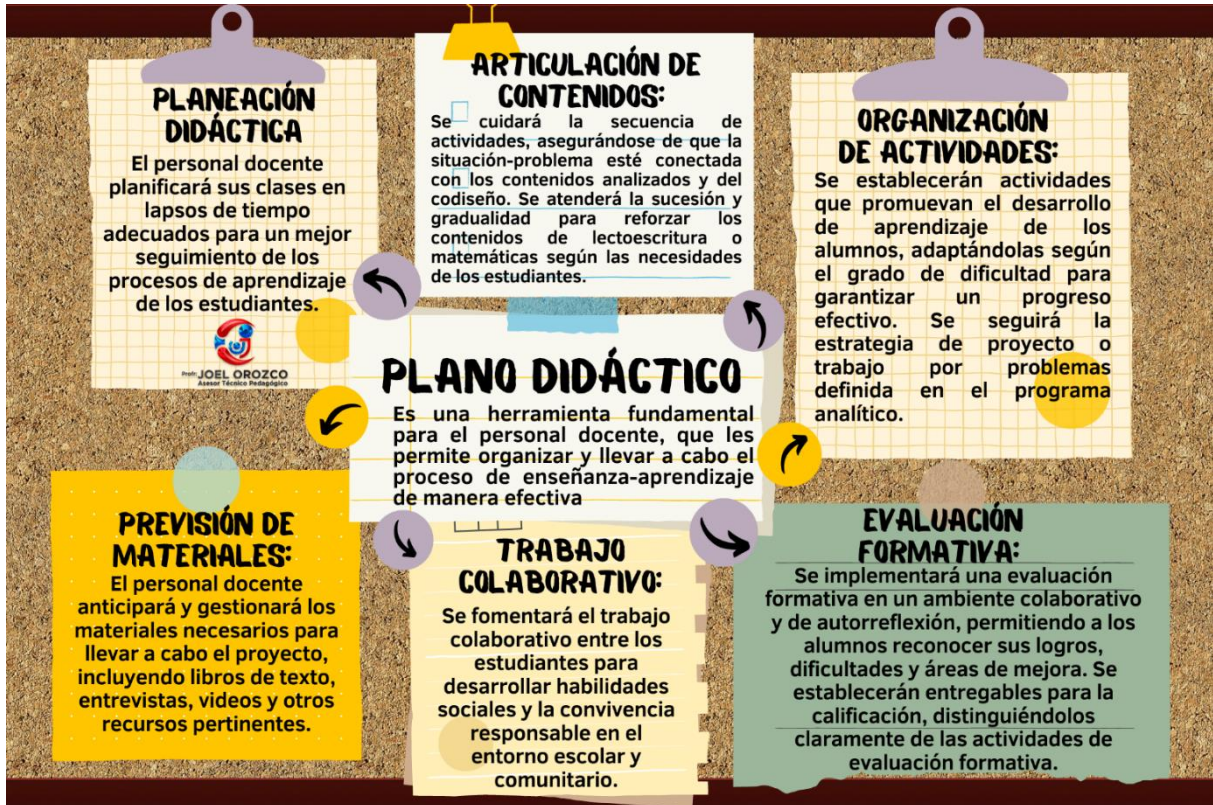 PLANEACIÓN
DIDÁCTICA
El personal docente
planificará sus clases en
lapsos de tiempo
adecuados para un mejor
seguimiento de los
procesos de aprendizaje
de los estudiantes.
Profr. JOEL OROZCO
Asesor Técnico Pedagógico
ARTICULACIÓN DE
CONTENIDOS:
Se cuidará la secuencia de
actividades, asegurándose de que la
situación-problema esté conectada
con los contenidos analizados y del
codiseño. Se atenderá la sucesión y
gradualidad para reforzar los
contenidos de lectoescritura o
matemáticas según las necesidades
de los estudiantes.
ORGANIZACIÓN
DE ACTIVIDADES:
Se establecerán actividades
que promuevan el desarrollo
de aprendizaje de los
alumnos, adaptándolas según
el grado de dificultad para
garantizar un progreso
efectivo. Se seguirá la
estrategia de proyecto o
trabajo por problemas
definida en el programa
analítico.
PLANO DIDÁCTICO
Es una herramienta fundamental
para el personal docente, que les
permite organizar y llevar a cabo el
proceso de enseñanza-aprendizaje
de manera efectiva
PREVISIÓN DE
MATERIALES:
El personal docente
anticipará y gestionará los
materiales necesarios para
llevar a cabo el proyecto,
incluyendo libros de texto,
entrevistas, videos y otros
recursos pertinentes.
TRABAJO
COLABORATIVO:
Se fomentará el trabajo
colaborativo entre los
estudiantes para
desarrollar habilidades
sociales y la convivencia
responsable en el
entorno escolar y
comunitario.
EVALUACIÓN
FORMATIVA:
Se implementará una evaluación
formativa en un ambiente colaborativo
y de autorreflexión, permitiendo a los
alumnos reconocer sus logros,
dificultades y áreas de mejora. Se
establecerán entregables para la
calificación, distinguiéndolos
claramente de las actividades de
evaluación formativa.